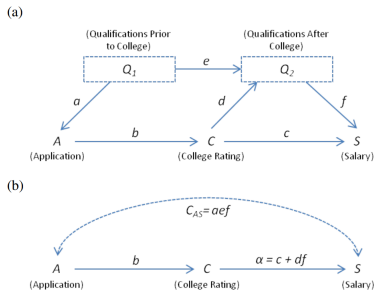 (a)
(Qualifications Prior to College)
(Qualifications After College)
Q1
e
Q2
a
d
f
A
b
C
c
S
(Application)
(College Rating)
(Salary)
(b)
CAS= aef
A
b
C
α = c + df
S
(Application)
(College Rating)
(Salary)